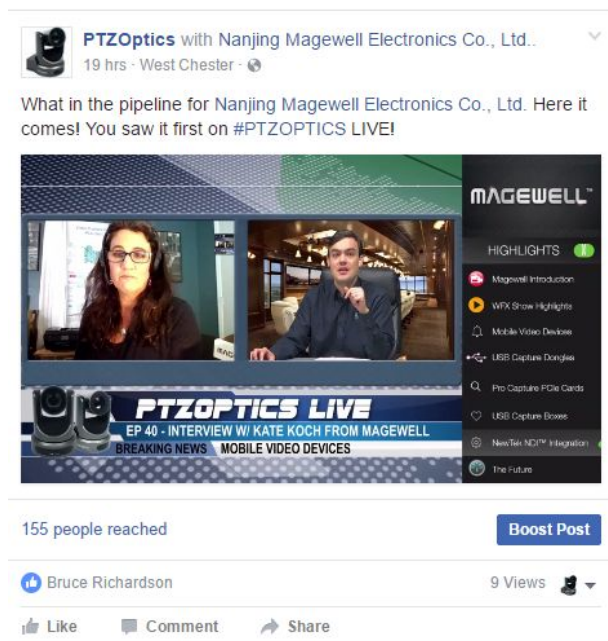 PTZOptics with Nanjing Magewell Electronics Co., Ltd..
19 hrs · West Chester ·
What in the pipeline for Nanjing Magewell Electronics Co., Ltd. Here it
comes! You saw it first on #PTZOPTICS LIVE!
MAGEWELL™
HIGHLIGHTS
Magewell Introduction
WFX Show Highlights
Mobile Video Devices
USB Capture Dongles
Pro Capture PCIe Cards
USB Capture Boxes
NewTek NDI™ Integration
The Future
MAG
PTZOPTICS LIVE
EP 40 - INTERVIEW W/ KATE KOCH FROM MAGEWELL
BREAKING NEWS MOBILE VIDEO DEVICES
155 people reached
Boost Post
Bruce Richardson
9 Views
Like Comment Share